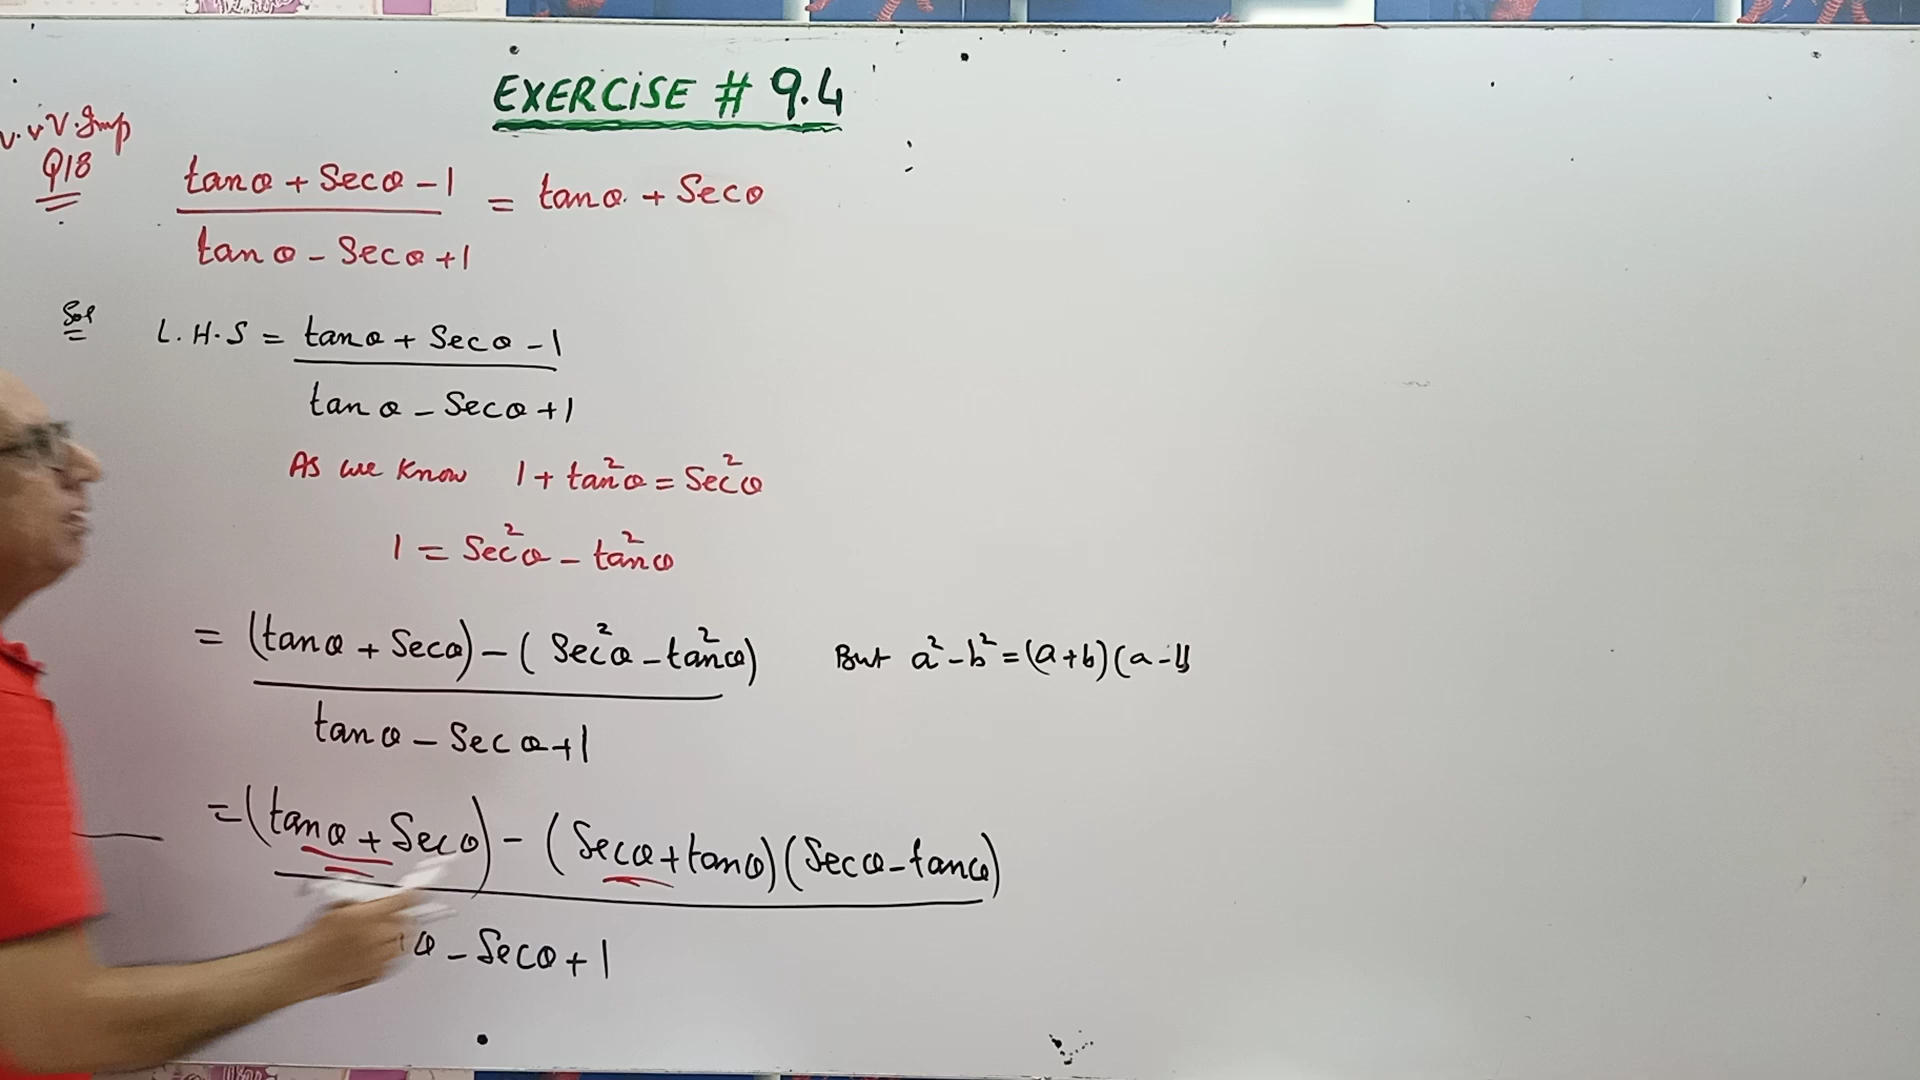 EXERCISE # 9.4
v.v V.Imp
Q18
tanθ + Secθ - 1
= tanθ + Secθ
tanθ - Secθ + 1
Sol
L.H.S = tanθ + Secθ - 1
tanθ - Secθ + 1
As we know 1 + tan²θ = Sec²θ
1 = Sec²θ - tan²θ
= (tanθ + Secθ) - (Sec²θ - tan²θ) But a² - b² = (a+b)(a-b)
tanθ - Secθ + 1
= (tanθ + Secθ) - (Secθ + tanθ)(Secθ - tanθ)
θ - Secθ + 1